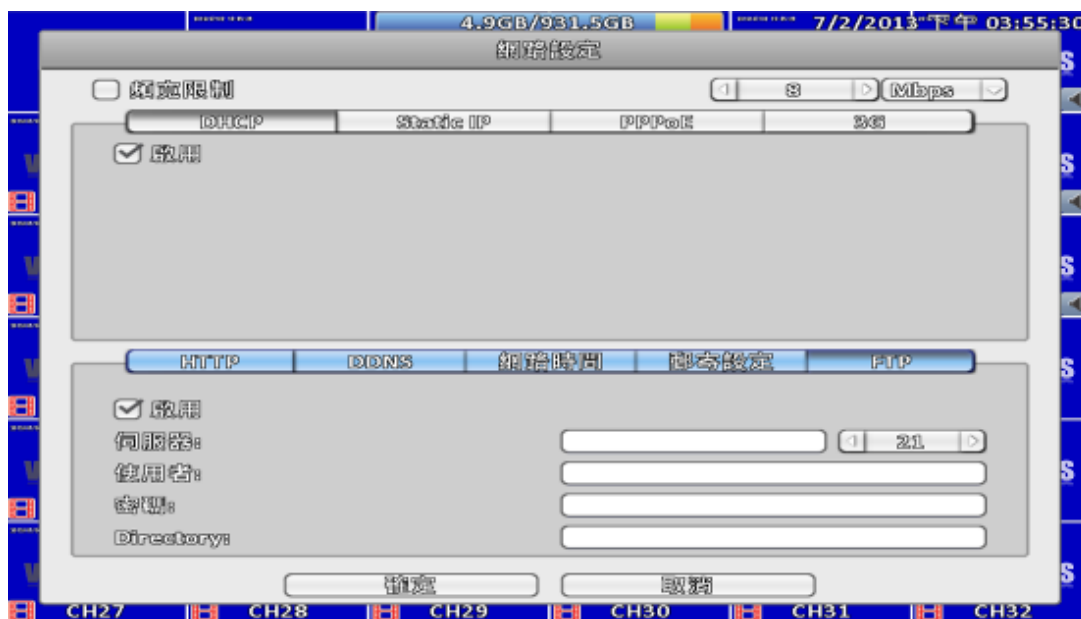 4.9GB/931.5GB 7/2/2013 下午 03:55:30
網路設定
頻寬限制 8 Mbps
DHCP Static IP PPPoE 3G
啟用
HTTP DDNS 網路時間 郵寄設定 FTP
啟用
伺服器: 21
使用者:
密碼:
Directory:
確定 取消
CH27 CH28 CH29 CH30 CH31 CH32